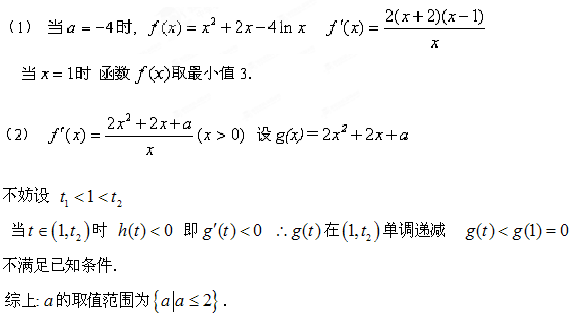 (1) 当a = -4时, f(x) = x² + 2x - 4ln x f'(x) = 2(x+2)(x-1)/x
当 x = 1时 函数 f(x)取最小值 3.
(2) f'(x) = (2x² + 2x + a)/x (x > 0) 设 g(x) = 2x² + 2x + a
不妨设 t₁ < 1 < t₂
当 t ∈ (1, t₂) 时 h(t) < 0 即 g'(t) < 0 ∴ g(t) 在 (1, t₂) 单调递减 g(t) < g(1) = 0
不满足已知条件.
综上: a 的取值范围为 {a|a ≤ 2} .